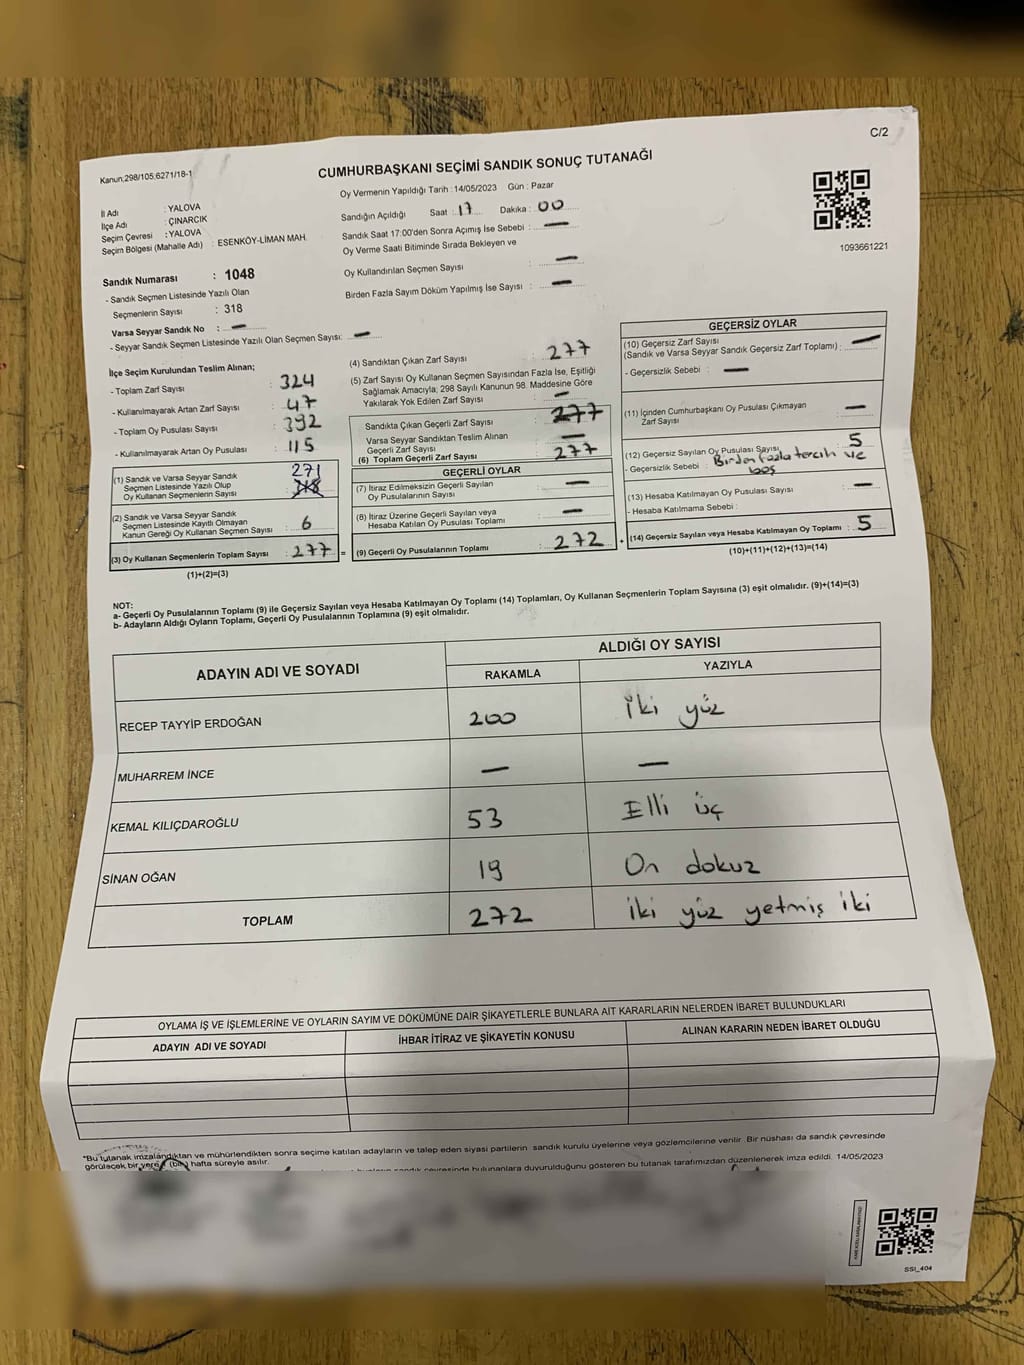 C/2
Kanun:298/105;6271/18-1
CUMHURBAŞKANI SEÇİMİ SANDIK SONUÇ TUTANAĞI
Oy Vermenin Yapıldığı Tarih : 14/05/2023 Gün : Pazar
İl Adı : YALOVA
İlçe Adı : ÇINARCIK
Seçim Çevresi : YALOVA
Seçim Bölgesi (Mahalle Adı) : ESENKÖY-LİMAN MAH.
Sandığın Açıldığı Saat : 17 Dakika : 00
Sandık Saat 17:00'den Sonra Açımış İse Sebebi : —
Oy Verme Saati Bitiminde Sırada Bekleyen ve
Oy Kullandırılan Seçmen Sayısı : —
Birden Fazla Sayım Döküm Yapılmış İse Sayısı : —
1093661221
Sandık Numarası : 1048
- Sandık Seçmen Listesinde Yazılı Olan
Seçmenlerin Sayısı : 318
Varsa Seyyar Sandık No : —
- Seyyar Sandık Seçmen Listesinde Yazılı Olan Seçmen Sayısı: —
İlçe Seçim Kurulundan Teslim Alınan;
- Toplam Zarf Sayısı : 324
- Kullanılmayarak Artan Zarf Sayısı : 47
- Toplam Oy Pusulası Sayısı : 392
- Kullanılmayarak Artan Oy Pusulası : 115
(1) Sandık ve Varsa Seyyar Sandık
Seçmen Listesinde Yazılı Olup
Oy Kullanan Seçmenlerin Sayısı : 271 318
(2) Sandık ve Varsa Seyyar Sandık
Seçmen Listesinde Kayıtlı Olmayan
Kanun Gereği Oy Kullanan Seçmen Sayısı : 6
(3) Oy Kullanan Seçmenlerin Toplam Sayısı : 277 =
(1)+(2)=(3)
(4) Sandıktan Çıkan Zarf Sayısı : 277
(5) Zarf Sayısı Oy Kullanan Seçmen Sayısından Fazla İse, Eşitliği
Sağlamak Amacıyla; 298 Sayılı Kanunun 98. Maddesine Göre
Yakılarak Yok Edilen Zarf Sayısı : —
Sandıkta Çıkan Geçerli Zarf Sayısı : 277
Varsa Seyyar Sandıktan Teslim Alınan
Geçerli Zarf Sayısı : —
(6) Toplam Geçerli Zarf Sayısı : 277
GEÇERLİ OYLAR
(7) İtiraz Edilmeksizin Geçerli Sayılan
Oy Pusulalarının Sayısı : —
(8) İtiraz Üzerine Geçerli Sayılan veya
Hesaba Katılan Oy Pusulası Toplamı : —
(9) Geçerli Oy Pusulalarının Toplamı : 272 +
GEÇERSİZ OYLAR
(10) Geçersiz Zarf Sayısı
(Sandık ve Varsa Seyyar Sandık Geçersiz Zarf Toplamı) : —
- Geçersizlik Sebebi : —
(11) İçinden Cumhurbaşkanı Oy Pusulası Çıkmayan
Zarf Sayısı : —
(12) Geçersiz Sayılan Oy Pusulası Sayısı : 5
- Geçersizlik Sebebi : Birden fazla tercih ve
boş
(13) Hesaba Katılmayan Oy Pusulası Sayısı : —
- Hesaba Katılmama Sebebi :
(14) Geçersiz Sayılan veya Hesaba Katılmayan Oy Toplamı : 5
(10)+(11)+(12)+(13)=(14)
NOT:
a- Geçerli Oy Pusulalarının Toplamı (9) ile Geçersiz Sayılan veya Hesaba Katılmayan Oy Toplamı (14) Toplamları, Oy Kullanan Seçmenlerin Toplam Sayısına (3) eşit olmalıdır. (9)+(14)=(3)
b- Adayların Aldığı Oyların Toplamı, Geçerli Oy Pusulalarının Toplamına (9) eşit olmalıdır.
ADAYIN ADI VE SOYADI
ALDIĞI OY SAYISI
RAKAMLA YAZIYLA
RECEP TAYYİP ERDOĞAN 200 iki yüz
MUHARREM İNCE — —
KEMAL KILIÇDAROĞLU 53 Elli üç
SİNAN OĞAN 19 On dokuz
TOPLAM 272 iki yüz yetmiş iki
OYLAMA İŞ VE İŞLEMLERİNE VE OYLARIN SAYIM VE DÖKÜMÜNE DAİR ŞİKAYETLERLE BUNLARA AİT KARARLARIN NELERDEN İBARET BULUNDUKLARI
ADAYIN ADI VE SOYADI İHBAR İTİRAZ VE ŞİKAYETİN KONUSU ALINAN KARARIN NEDEN İBARET OLDUĞU
*Bu tutanak imzalandıktan ve mühürlendikten sonra seçime katılan adayların ve talep eden siyasi partilerin sandık kurulu üyelerine veya gözlemcilerine verilir. Bir nüshası da sandık çevresinde
görülecek bir yere 1 (bir) hafta süreyle asılır.
sandık çevresinde bulunanlara duyurulduğunu gösteren bu tutanak tarafımızdan düzenlenerek imza edildi. 14/05/2023
SSI_404